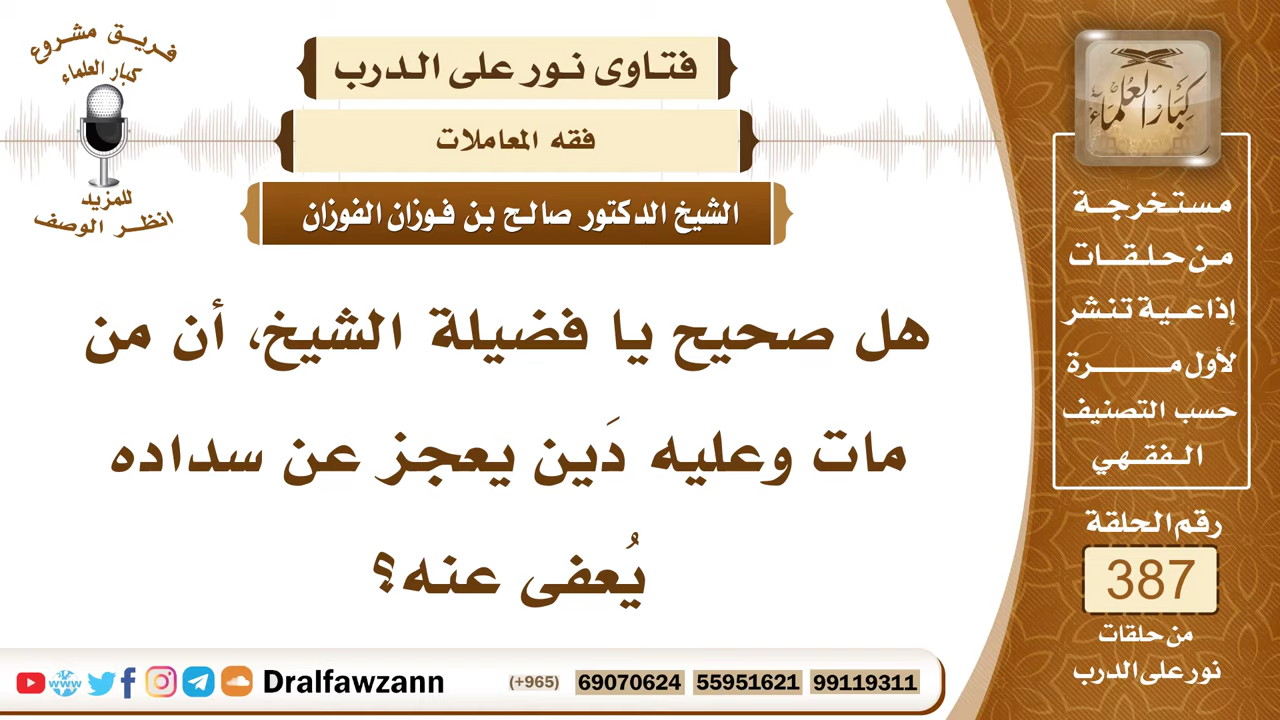 فريق مشروع
كبار العلماء
للمزيد
انظر الوصف
فتاوى نور على الدرب
فقه المعاملات
الشيخ الدكتور صالح بن فوزان الفوزان
هل صحيح يا فضيلة الشيخ، أن من
مات وعليه دَين يعجز عن سداده
يُعفى عنه؟
كبار العلماء
مستخرجة
من حلقات
إذاعية تنشر
لأول مرة
حسب التصنيف
الفقهي
رقم الحلقة
387
من حلقات
نور على الدرب
www
Dralfawzann (+965) 69070624 55951621 99119311